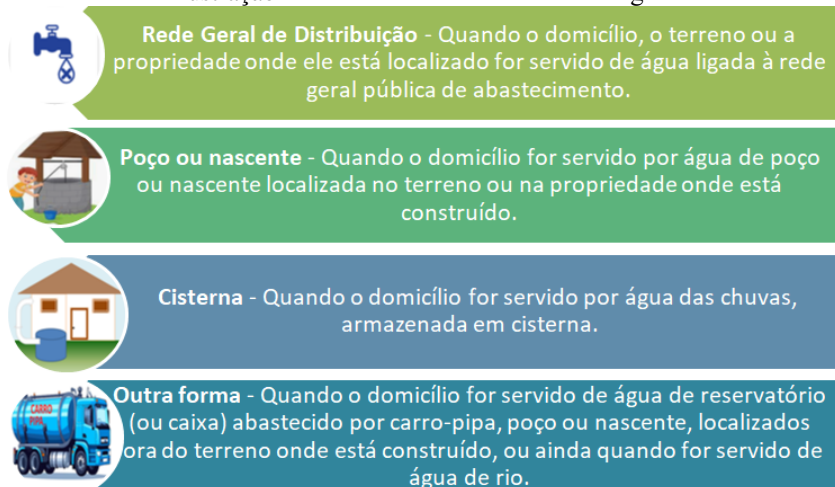 Rede Geral de Distribuição - Quando o domicílio, o terreno ou a
propriedade onde ele está localizado for servido de água ligada à rede
geral pública de abastecimento.
Poço ou nascente - Quando o domicílio for servido por água de poço
ou nascente localizada no terreno ou na propriedade onde está
construído.
Cisterna - Quando o domicílio for servido por água das chuvas,
armazenada em cisterna.
CARRO
PIPA
Outra forma - Quando o domicílio for servido de água de reservatório
(ou caixa) abastecido por carro-pipa, poço ou nascente, localizados
ora do terreno onde está construído, ou ainda quando for servido de
água de rio.